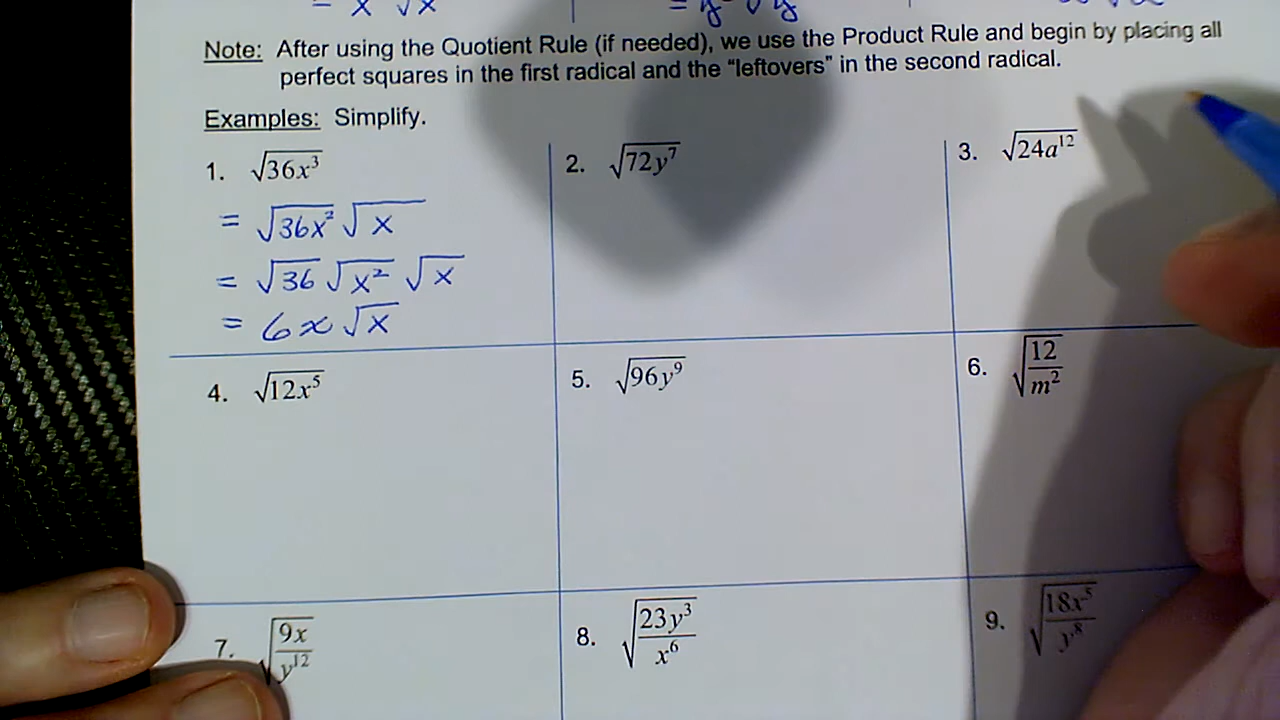 = x √x
= y √y
Note: After using the Quotient Rule (if needed), we use the Product Rule and begin by placing all
perfect squares in the first radical and the “leftovers” in the second radical.
Examples: Simplify.
1. √36x³
= √36x² √x
= √36 √x² √x
= 6x √x
2. √72y⁷
3. √24a¹²
4. √12x⁵
5. √96y⁹
6. √12/m²
7. √9x/y¹²
8. √23y³/x⁶
9. √18x⁵/y⁸